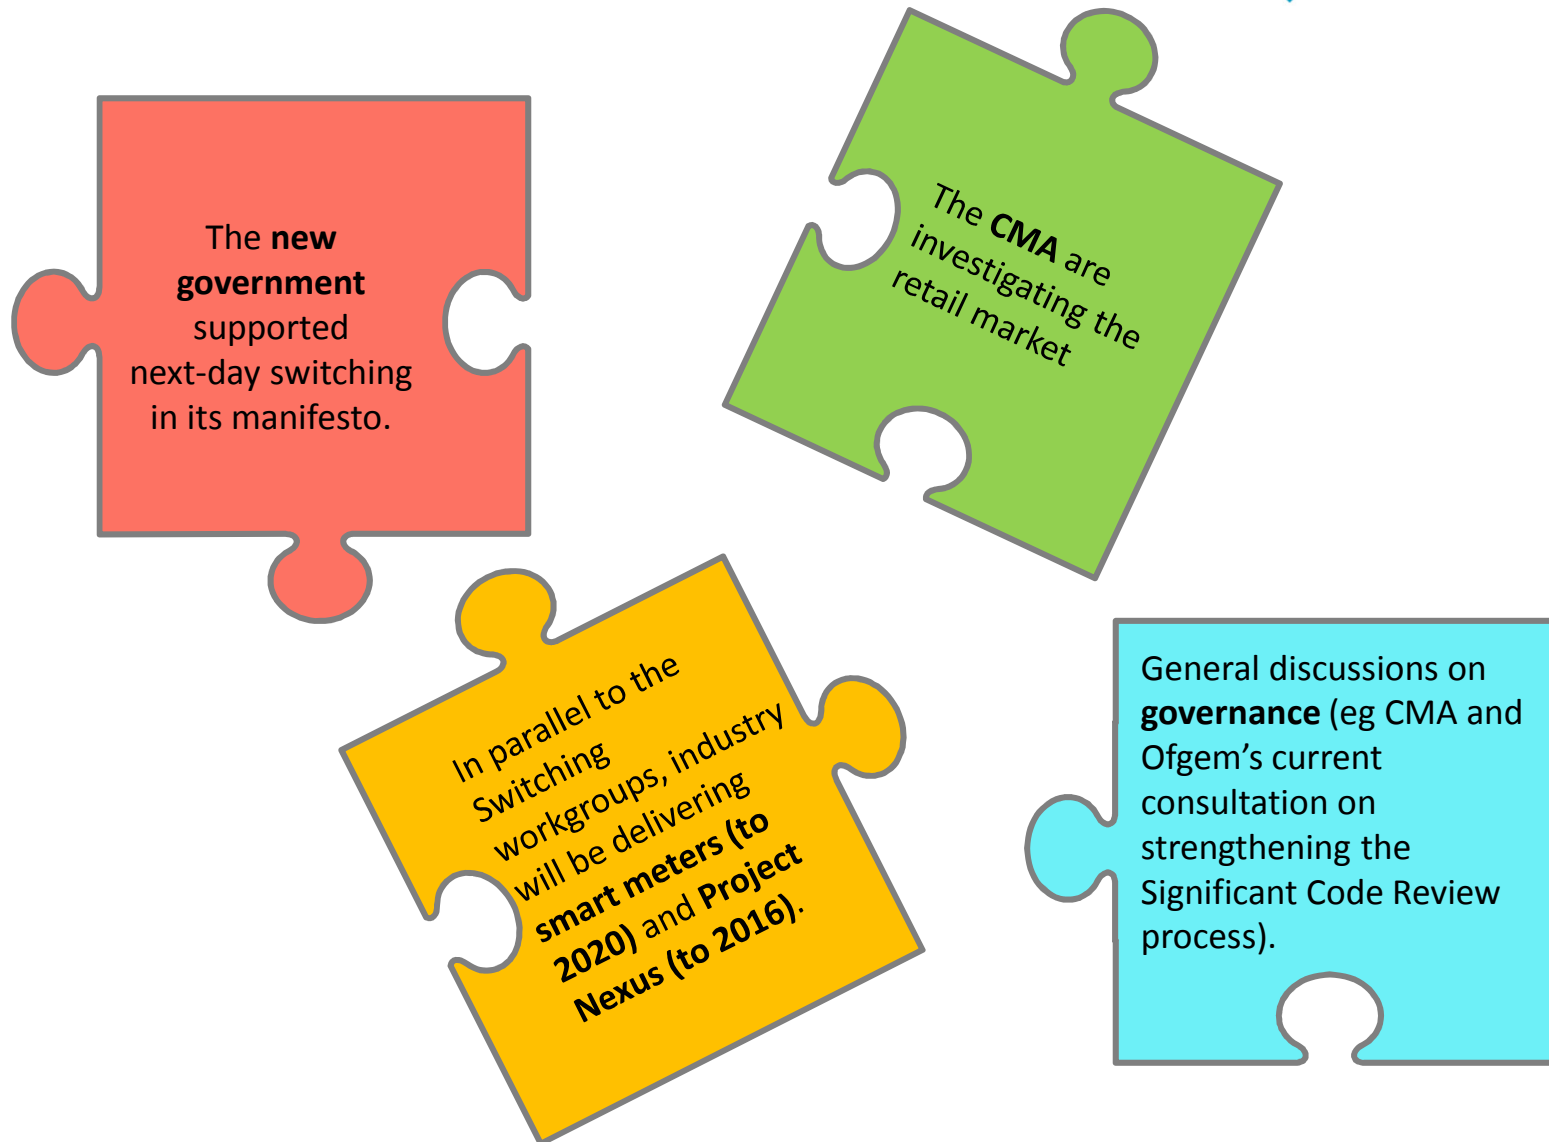 The new
government
supported
next-day switching
in its manifesto.
The CMA are
investigating the
retail market
In parallel to the
Switching
workgroups, industry
will be delivering
smart meters (to
2020) and Project
Nexus (to 2016).
General discussions on
governance (eg CMA and
Ofgem’s current
consultation on
strengthening the
Significant Code Review
process).